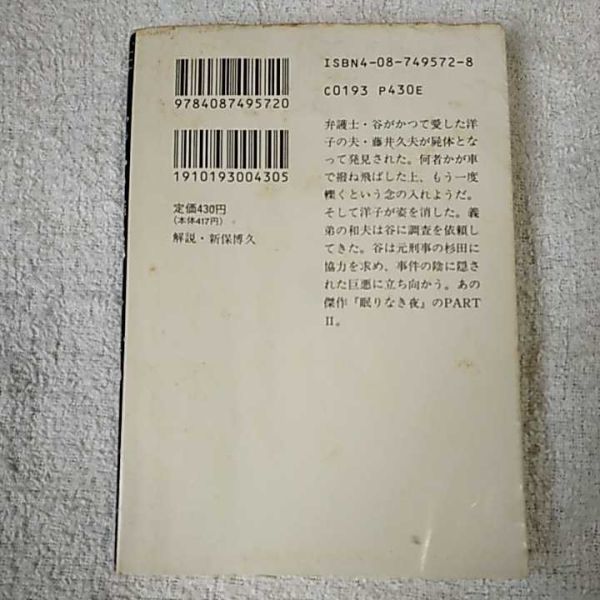 ISBN4-08-749572-8
C0193 P430E
9784087495720
1910193004305
定価430円
(本体417円)
解説・新保博久
弁護士・谷がかつて愛した洋
子の夫・藤井久夫が屍体とな
って発見された。何者かが車
で撥ね飛ばした上、もう一度
轢くという念の入れようだ。
そして洋子が姿を消した。義
弟の和夫は谷に調査を依頼し
てきた。谷は元刑事の杉田に
協力を求め、事件の陰に隠され
た巨悪に立ち向かう。あの
傑作『眠りなき夜』のPART
II。